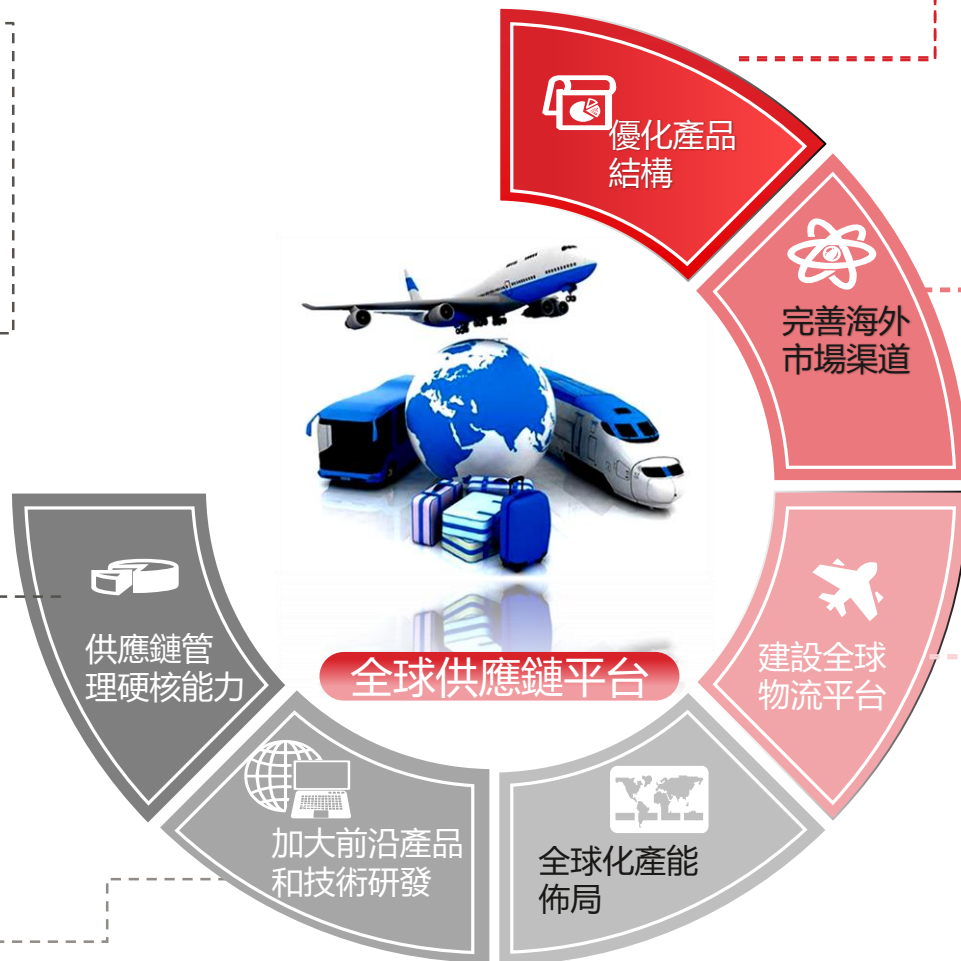 優化產品
結構
完善海外
市場渠道
建設全球
物流平台
全球化產能
佈局
加大前沿產品
和技術研發
供應鏈管
理硬核能力
全球供應鏈平台